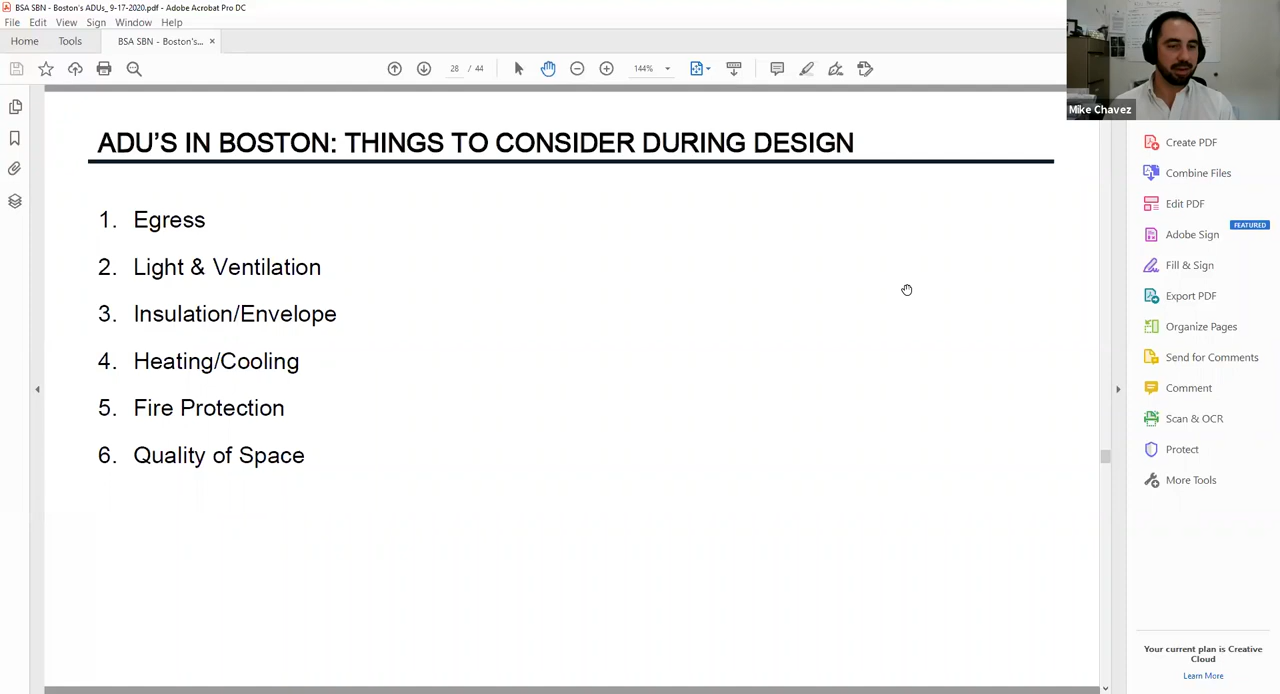 BSA SBN - Boston's ADUs_ 9-17-2020.pdf - Adobe Acrobat Pro DC
File Edit View Sign Window Help
Home Tools BSA SBN - Boston's... ×
28 / 44 144%
Mike Chavez
ADU'S IN BOSTON: THINGS TO CONSIDER DURING DESIGN
1. Egress
2. Light & Ventilation
3. Insulation/Envelope
4. Heating/Cooling
5. Fire Protection
6. Quality of Space
Create PDF
Combine Files
Edit PDF
FEATURED
Adobe Sign
Fill & Sign
Export PDF
Organize Pages
Send for Comments
Comment
Scan & OCR
Protect
More Tools
Your current plan is Creative
Cloud
Learn More